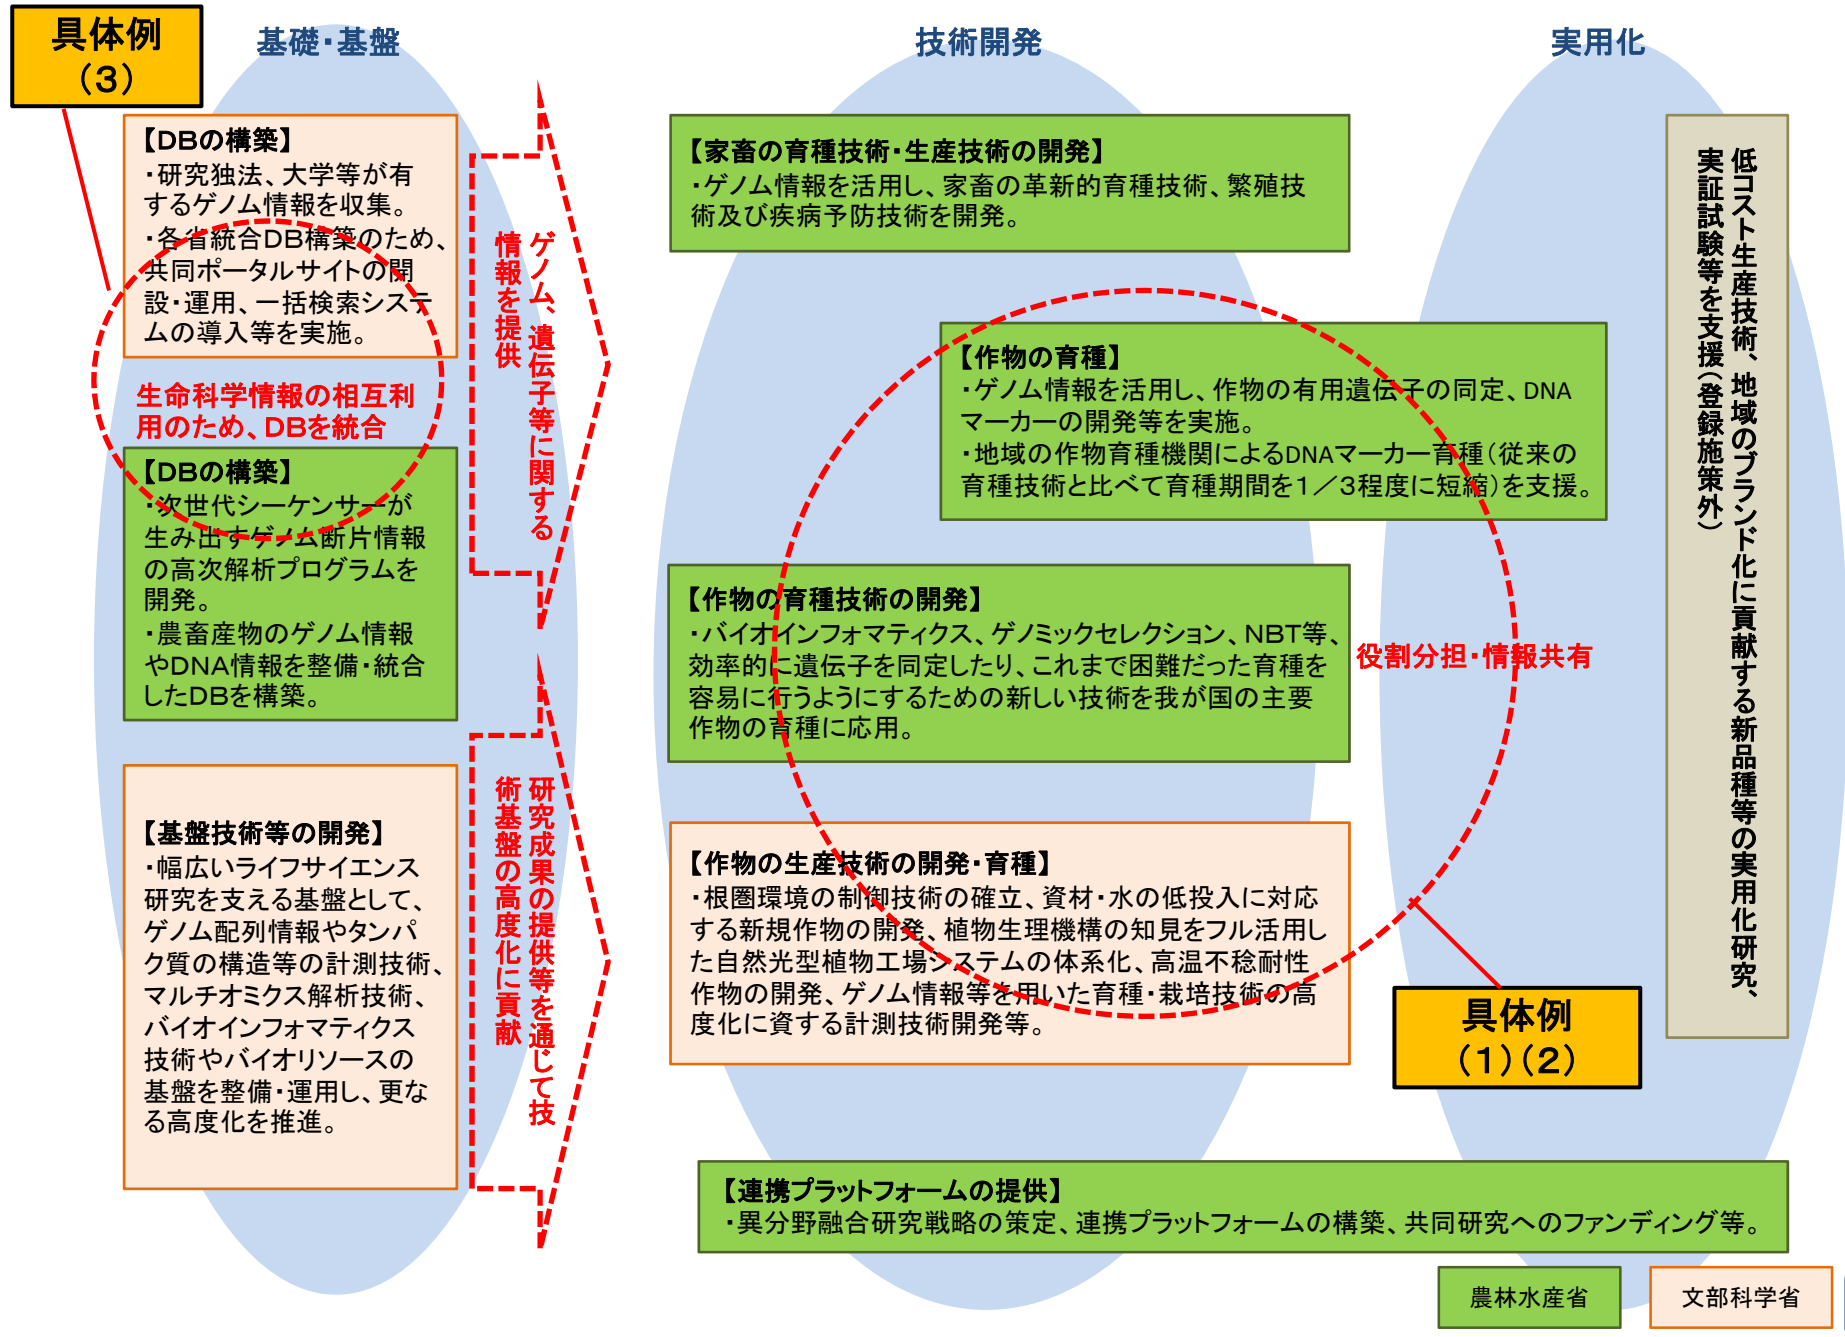 具体例
（3）
基礎・基盤
技術開発
実用化
【DBの構築】
・研究独法、大学等が有
するゲノム情報を収集。
・各省統合DB構築のため、
共同ポータルサイトの開
設・運用、一括検索システ
ムの導入等を実施。
生命科学情報の相互利
用のため、DBを統合
【DBの構築】
・次世代シーケンサーが
生み出すゲノム断片情報
の高次解析プログラムを
開発。
・農畜産物のゲノム情報
やDNA情報を整備・統合
したDBを構築。
【基盤技術等の開発】
・幅広いライフサイエンス
研究を支える基盤として、
ゲノム配列情報やタンパ
ク質の構造等の計測技術、
マルチオミクス解析技術、
バイオインフォマティクス
技術やバイオリソースの
基盤を整備・運用し、更な
る高度化を推進。
ゲノム、遺伝子等に関する
情報を提供
研究成果の提供等を通じて技
術基盤の高度化に貢献
【家畜の育種技術・生産技術の開発】
・ゲノム情報を活用し、家畜の革新的育種技術、繁殖技
術及び疾病予防技術を開発。
【作物の育種】
・ゲノム情報を活用し、作物の有用遺伝子の同定、DNA
マーカーの開発等を実施。
・地域の作物育種機関によるDNAマーカー育種（従来の
育種技術と比べて育種期間を1／3程度に短縮）を支援。
【作物の育種技術の開発】
・バイオインフォマティクス、ゲノミックセレクション、NBT等、
効率的に遺伝子を同定したり、これまで困難だった育種を
容易に行うようにするための新しい技術を我が国の主要
作物の育種に応用。
役割分担・情報共有
【作物の生産技術の開発・育種】
・根圏環境の制御技術の確立、資材・水の低投入に対応
する新規作物の開発、植物生理機構の知見をフル活用し
た自然光型植物工場システムの体系化、高温不稔耐性
作物の開発、ゲノム情報等を用いた育種・栽培技術の高
度化に資する計測技術開発等。
具体例
（1）（2）
低コスト生産技術、地域のブランド化に貢献する新品種等の実用化研究、
実証試験等を支援（登録施策外）
【連携プラットフォームの提供】
・異分野融合研究戦略の策定、連携プラットフォームの構築、共同研究へのファンディング等。
農林水産省
文部科学省